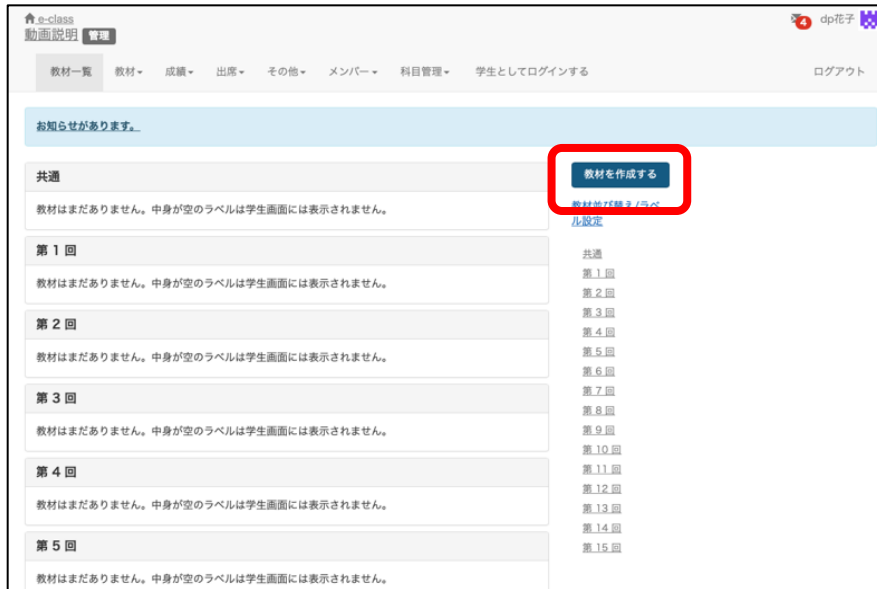 e-class
4 dp花子
動画説明 管理
教材一覧 教材 成績 出席 その他 メンバー 科目管理 学生としてログインする ログアウト
お知らせがあります。
共通
教材はまだありません。中身が空のラベルは学生画面には表示されません。
第 1 回
教材はまだありません。中身が空のラベルは学生画面には表示されません。
第 2 回
教材はまだありません。中身が空のラベルは学生画面には表示されません。
第 3 回
教材はまだありません。中身が空のラベルは学生画面には表示されません。
第 4 回
教材はまだありません。中身が空のラベルは学生画面には表示されません。
第 5 回
教材はまだありません。中身が空のラベルは学生画面には表示されません。
教材を作成する
教材並び替え/ラベ
ル設定
共通
第 1 回
第 2 回
第 3 回
第 4 回
第 5 回
第 6 回
第 7 回
第 8 回
第 9 回
第 10 回
第 11 回
第 12 回
第 13 回
第 14 回
第 15 回